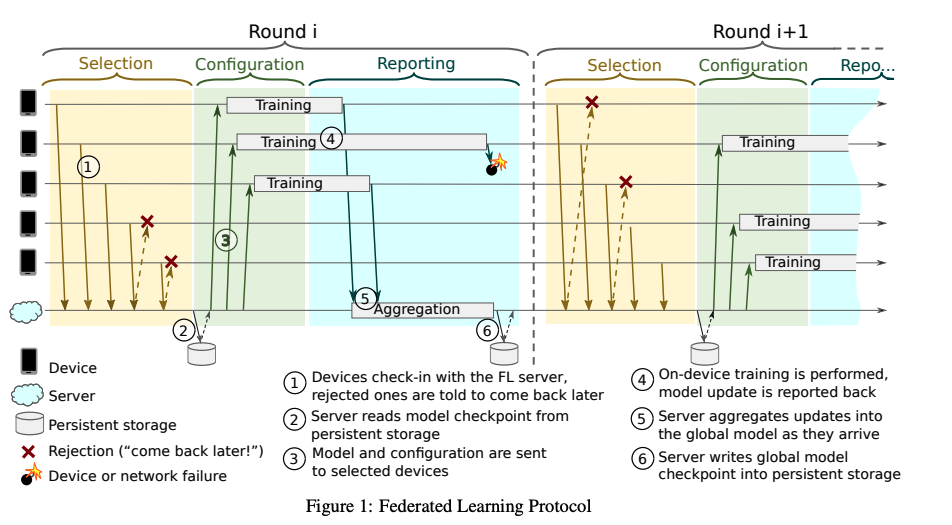 Round i
Round i+1
Selection
Configuration
Reporting
Selection
Configuration
Repo...
Training
Training
4
Training
Training
1
Training
3
Training
5
Aggregation
2
6
Device
Server
Persistent storage
Rejection (“come back later!”)
Device or network failure
1 Devices check-in with the FL server,
rejected ones are told to come back later
2 Server reads model checkpoint from
persistent storage
3 Model and configuration are sent
to selected devices
4 On-device training is performed,
model update is reported back
5 Server aggregates updates into
the global model as they arrive
6 Server writes global model
checkpoint into persistent storage
Figure 1: Federated Learning Protocol